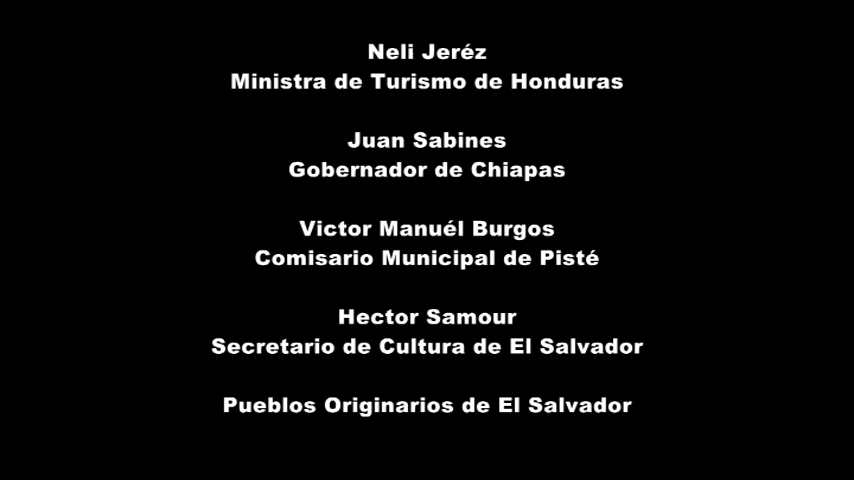 Neli Jeréz
Ministra de Turismo de Honduras
Juan Sabines
Gobernador de Chiapas
Victor Manuél Burgos
Comisario Municipal de Pisté
Hector Samour
Secretario de Cultura de El Salvador
Pueblos Originarios de El Salvador